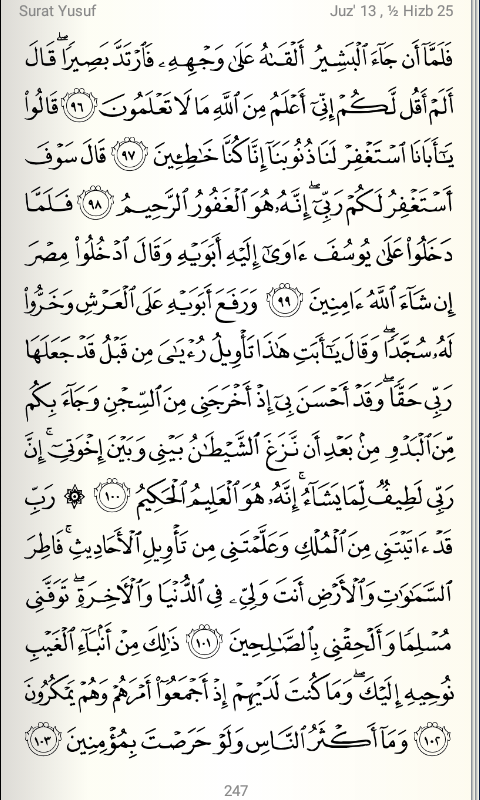 Surat Yusuf
Juz' 13 , ½ Hizb 25
فَلَمَّآ أَن جَآءَ ٱلۡبَشِيرُ أَلۡقَىٰهُ عَلَىٰ وَجۡهِهِۦ فَٱرۡتَدَّ بَصِيرٗاۖ قَالَ
أَلَمۡ أَقُل لَّكُمۡ إِنِّيٓ أَعۡلَمُ مِنَ ٱللَّهِ مَا لَا تَعۡلَمُونَ ٩٦ قَالُواْ
يَـٰٓأَبَانَا ٱسۡتَغۡفِرۡ لَنَا ذُنُوبَنَآ إِنَّا كُنَّا خَٰطِـِٔينَ ٩٧ قَالَ سَوۡفَ
أَسۡتَغۡفِرُ لَكُمۡ رَبِّيٓۖ إِنَّهُۥ هُوَ ٱلۡغَفُورُ ٱلرَّحِيمُ ٩٨ فَلَمَّا
دَخَلُواْ عَلَىٰ يُوسُفَ ءَاوَىٰٓ إِلَيۡهِ أَبَوَيۡهِ وَقَالَ ٱدۡخُلُواْ مِصۡرَ
إِن شَآءَ ٱللَّهُ ءَامِنِينَ ٩٩ وَرَفَعَ أَبَوَيۡهِ عَلَى ٱلۡعَرۡشِ وَخَرُّواْ
لَهُۥ سُجَّدٗاۖ وَقَالَ يَـٰٓأَبَتِ هَٰذَا تَأۡوِيلُ رُءۡيَٰيَ مِن قَبۡلُ قَدۡ جَعَلَهَا
رَبِّي حَقّٗاۖ وَقَدۡ أَحۡسَنَ بِيٓ إِذۡ أَخۡرَجَنِي مِنَ ٱلسِّجۡنِ وَجَآءَ بِكُم
مِّنَ ٱلۡبَدۡوِ مِنۢ بَعۡدِ أَن نَّزَغَ ٱلشَّيۡطَٰنُ بَيۡنِي وَبَيۡنَ إِخۡوَتِيٓۚ إِنَّ
رَبِّي لَطِيفٞ لِّمَا يَشَآءُۚ إِنَّهُۥ هُوَ ٱلۡعَلِيمُ ٱلۡحَكِيمُ ١٠٠ ۞ رَبِّ
قَدۡ ءَاتَيۡتَنِي مِنَ ٱلۡمُلۡكِ وَعَلَّمۡتَنِي مِن تَأۡوِيلِ ٱلۡأَحَادِيثِۚ فَاطِرَ
ٱلسَّمَٰوَٰتِ وَٱلۡأَرۡضِ أَنتَ وَلِيِّۦ فِي ٱلدُّنۡيَا وَٱلۡأٓخِرَةِۖ تَوَفَّنِي
مُسۡلِمٗا وَأَلۡحِقۡنِي بِٱلصَّٰلِحِينَ ١٠١ ذَٰلِكَ مِنۡ أَنۢبَآءِ ٱلۡغَيۡبِ
نُوحِيهِ إِلَيۡكَۖ وَمَا كُنتَ لَدَيۡهِمۡ إِذۡ أَجۡمَعُوٓاْ أَمۡرَهُمۡ وَهُمۡ يَمۡكُرُونَ
١٠٢ وَمَآ أَكۡثَرُ ٱلنَّاسِ وَلَوۡ حَرَصۡتَ بِمُؤۡمِنِينَ ١٠٣
247